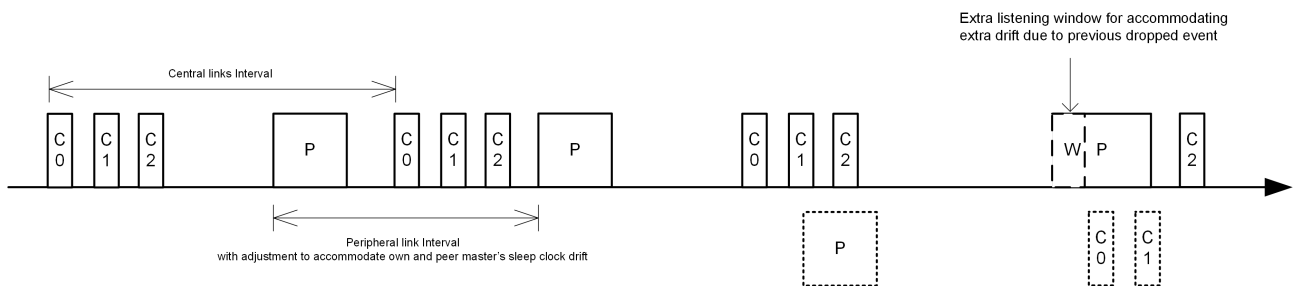 Extra listening window for accommodating
extra drift due to previous dropped event
Central links Interval
C
0
C
1
C
2
P
C
0
C
1
C
2
P
C
0
C
1
C
2
W
P
C
2
Peripheral link Interval
with adjustment to accommodate own and peer master's sleep clock drift
P
C
0
C
1